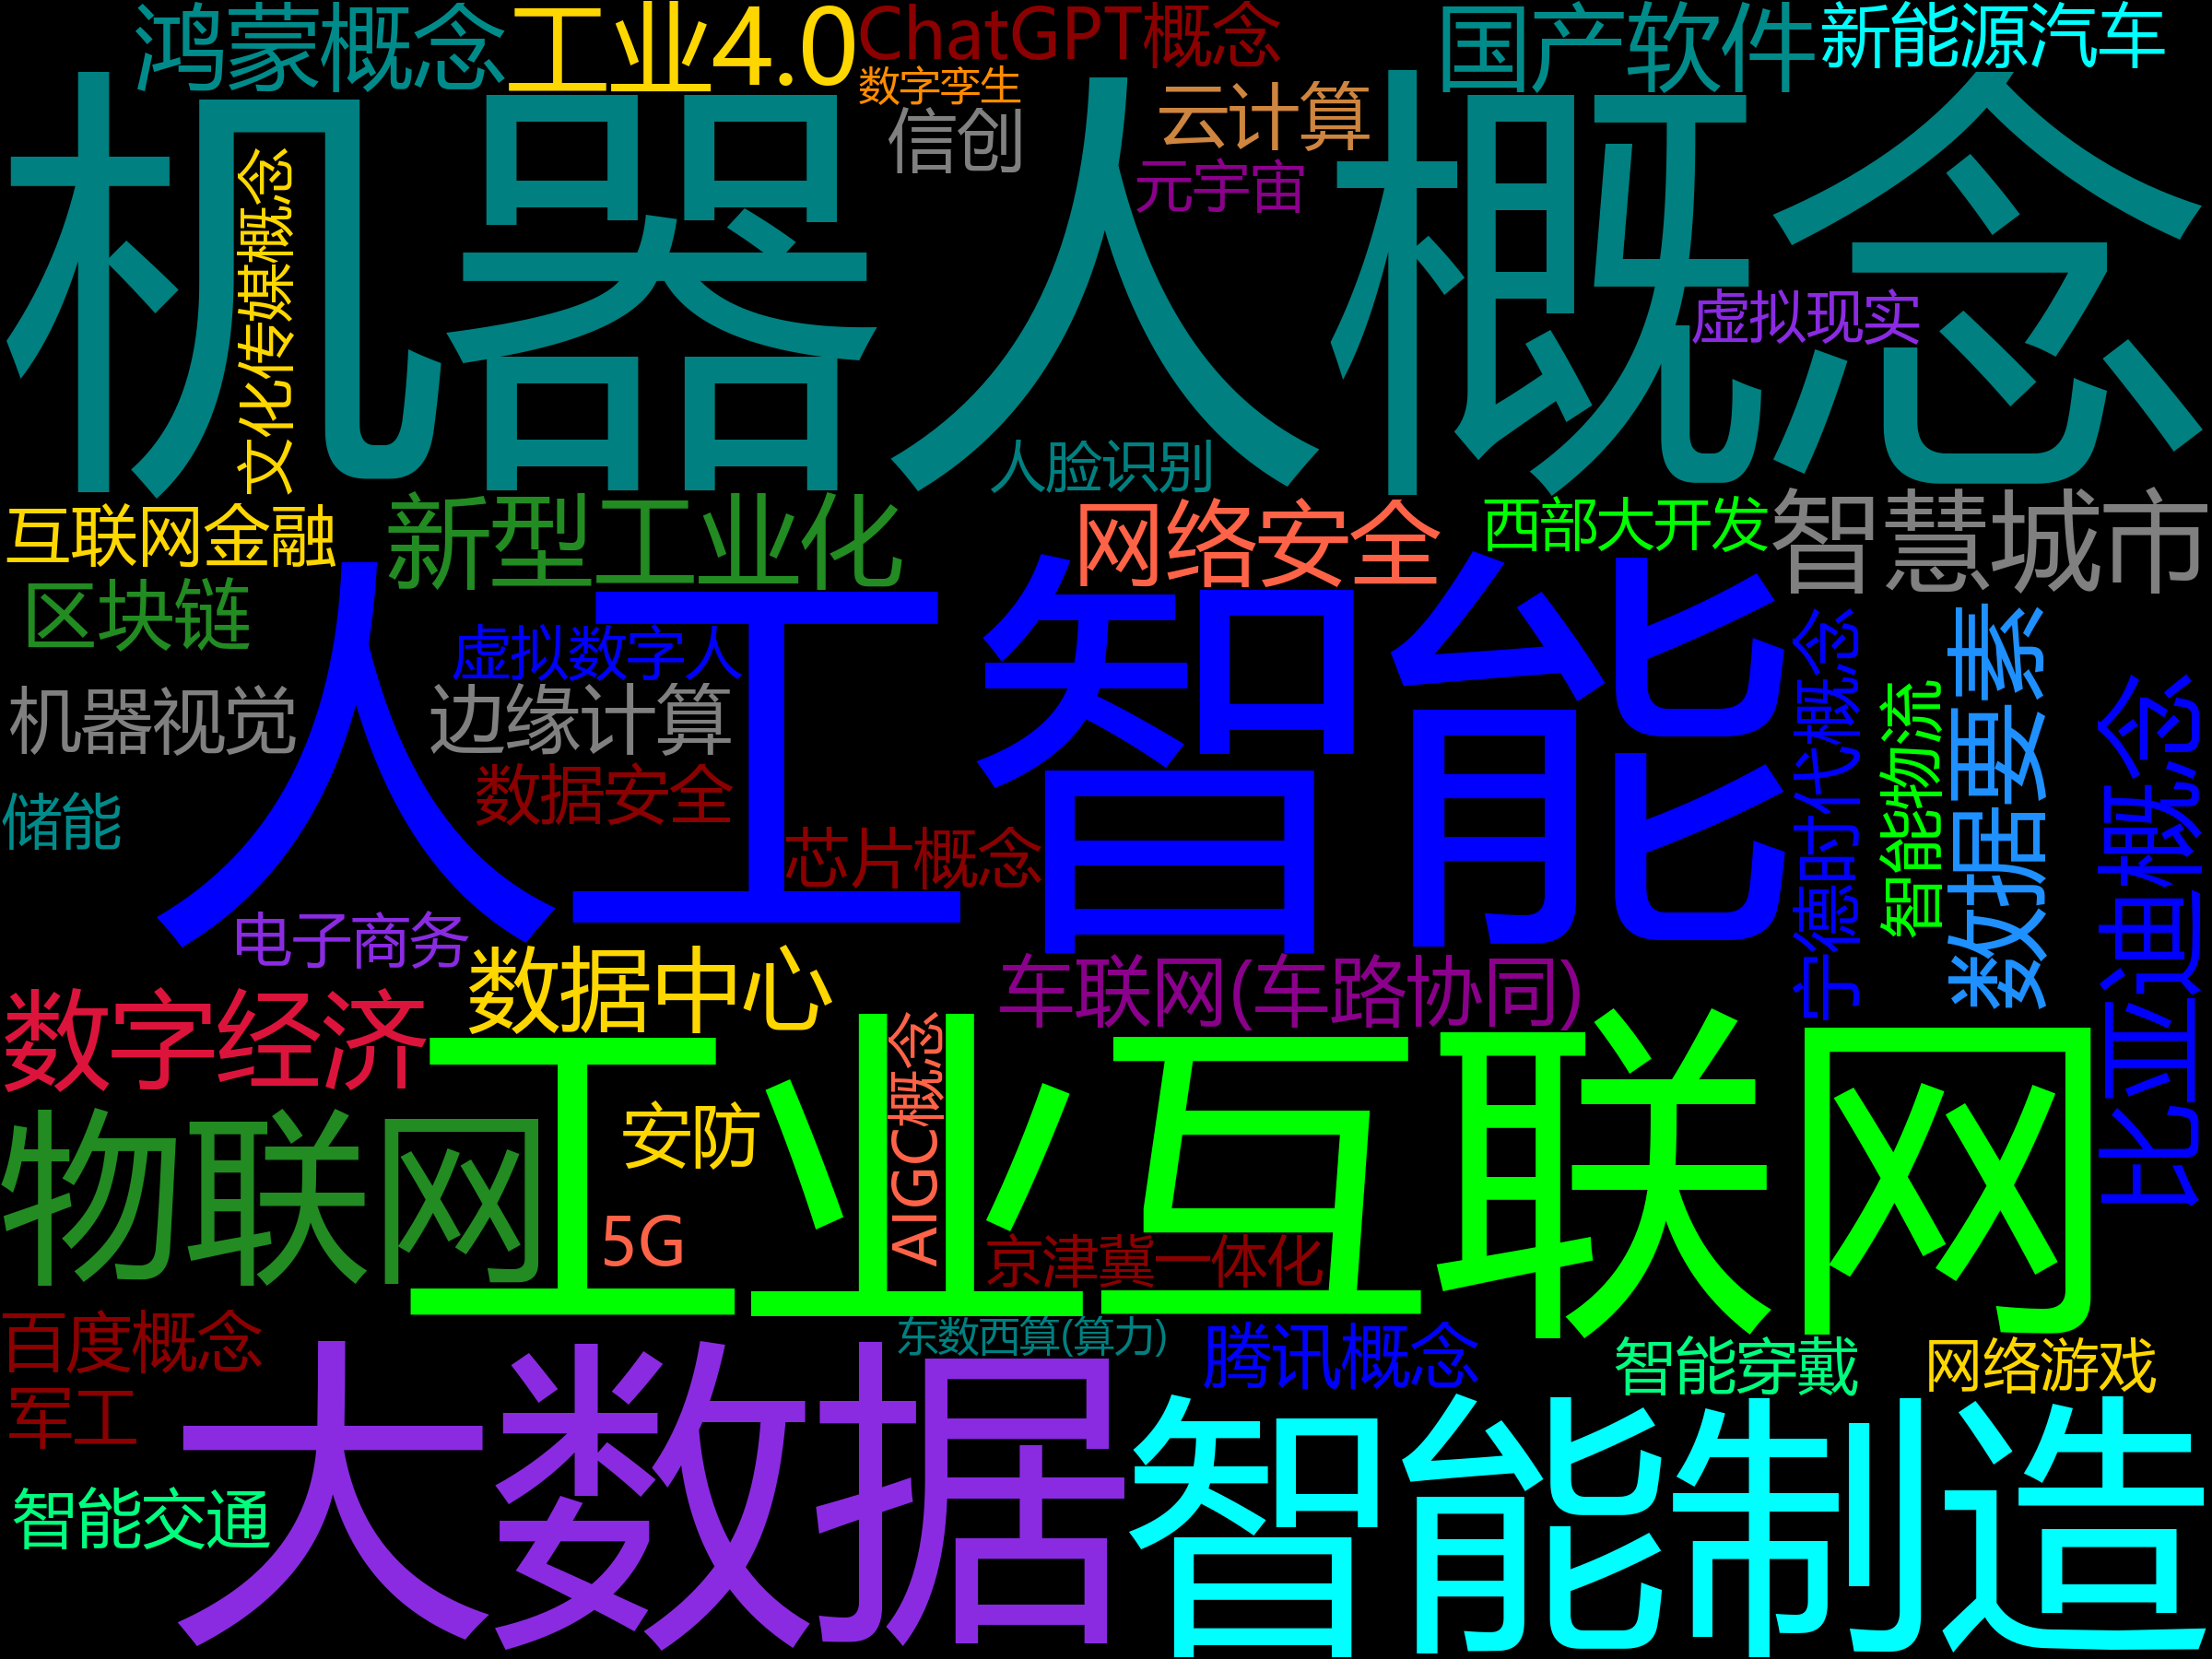 鸿蒙概念
工业4.0
ChatGPT概念
国产软件
新能源汽车
数字孪生
信创
云计算
元宇宙
机器人概念
文化传媒概念
虚拟现实
人脸识别
互联网金融
新型工业化
网络安全
西部大开发
智慧城市
区块链
虚拟数字人
人工智能
机器视觉
边缘计算
数据安全
储能
芯片概念
宁德时代概念
智能物流
数据要素
比亚迪概念
电子商务
数据中心
车联网(车路协同)
数字经济
物联网
工业互联网
安防
AIGC概念
5G
京津冀一体化
百度概念
东数西算(算力)
腾讯概念
智能穿戴
网络游戏
军工
大数据
智能制造
智能交通